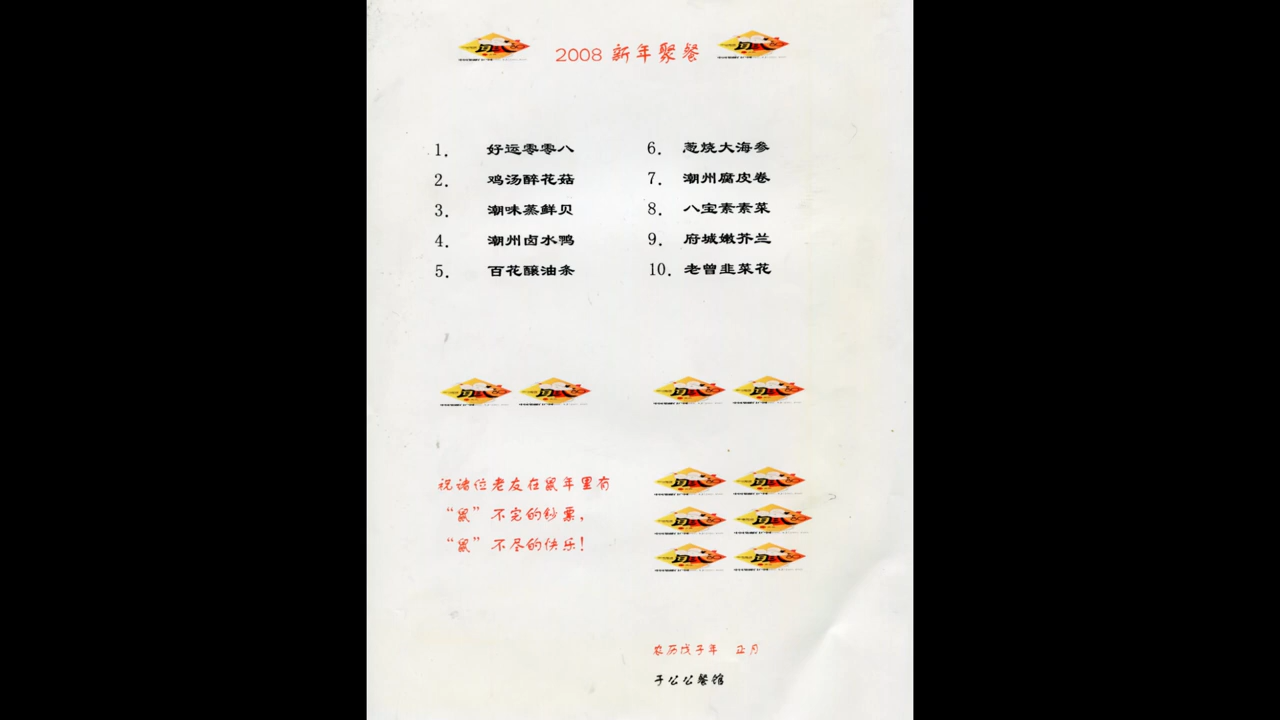 2008 新年聚餐
1. 好运零零八
2. 鸡汤醉花菇
3. 潮味蒸鲜贝
4. 潮州卤水鸭
5. 百花酿油条
6. 葱烧大海参
7. 潮州腐皮卷
8. 八宝素素菜
9. 府城嫩芥兰
10. 老曾韭菜花
祝诸位老友在鼠年里有
“鼠”不完的钞票，
“鼠”不尽的快乐！
农历戊子年 正月
子公公餐馆